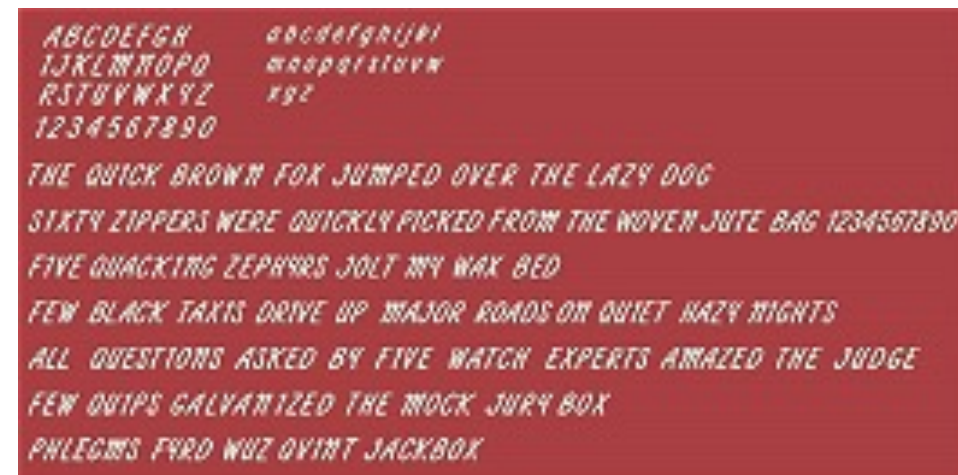 ABCDEFGH
IJKLMNOPQ
RSTUVWXYZ
1234567890
abcdefghijkl
mnopqrstuvw
xyz
THE QUICK BROWN FOX JUMPED OVER THE LAZY DOG
SIXTY ZIPPERS WERE QUICKLY PICKED FROM THE WOVEN JUTE BAG 1234567890
FIVE QUACKING ZEPHYRS JOLT MY WAX BED
FEW BLACK TAXIS DRIVE UP MAJOR ROADS ON QUIET HAZY NIGHTS
ALL QUESTIONS ASKED BY FIVE WATCH EXPERTS AMAZED THE JUDGE
FEW QUIPS GALVANIZED THE MOCK JURY BOX
PHLEGMS FYRD WUZ QVINT JACKBOX